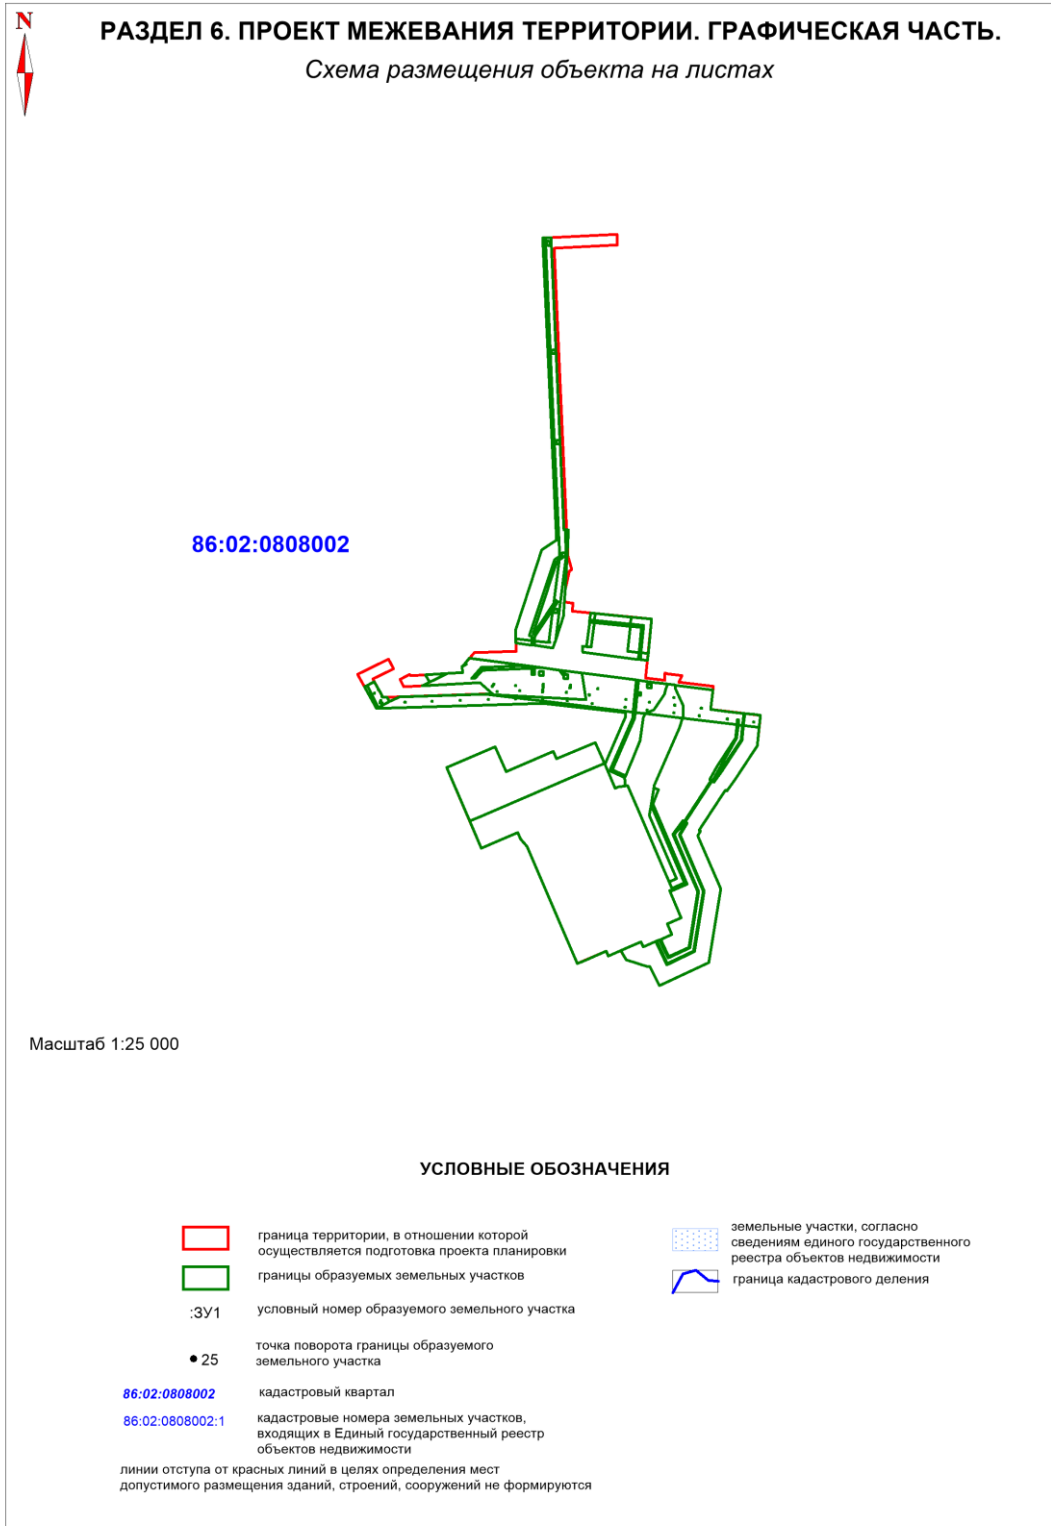 N
РАЗДЕЛ 6. ПРОЕКТ МЕЖЕВАНИЯ ТЕРРИТОРИИ. ГРАФИЧЕСКАЯ ЧАСТЬ.
Схема размещения объекта на листах
86:02:0808002
Масштаб 1:25 000
УСЛОВНЫЕ ОБОЗНАЧЕНИЯ
граница территории, в отношении которой
осуществляется подготовка проекта планировки
границы образуемых земельных участков
:ЗУ1
условный номер образуемого земельного участка
25
точка поворота границы образуемого
земельного участка
86:02:0808002
кадастровый квартал
86:02:0808002:1
кадастровые номера земельных участков,
входящих в Единый государственный реестр
объектов недвижимости
линии отступа от красных линий в целях определения мест
допустимого размещения зданий, строений, сооружений не формируются
земельные участки, согласно
сведениям единого государственного
реестра объектов недвижимости
граница кадастрового деления